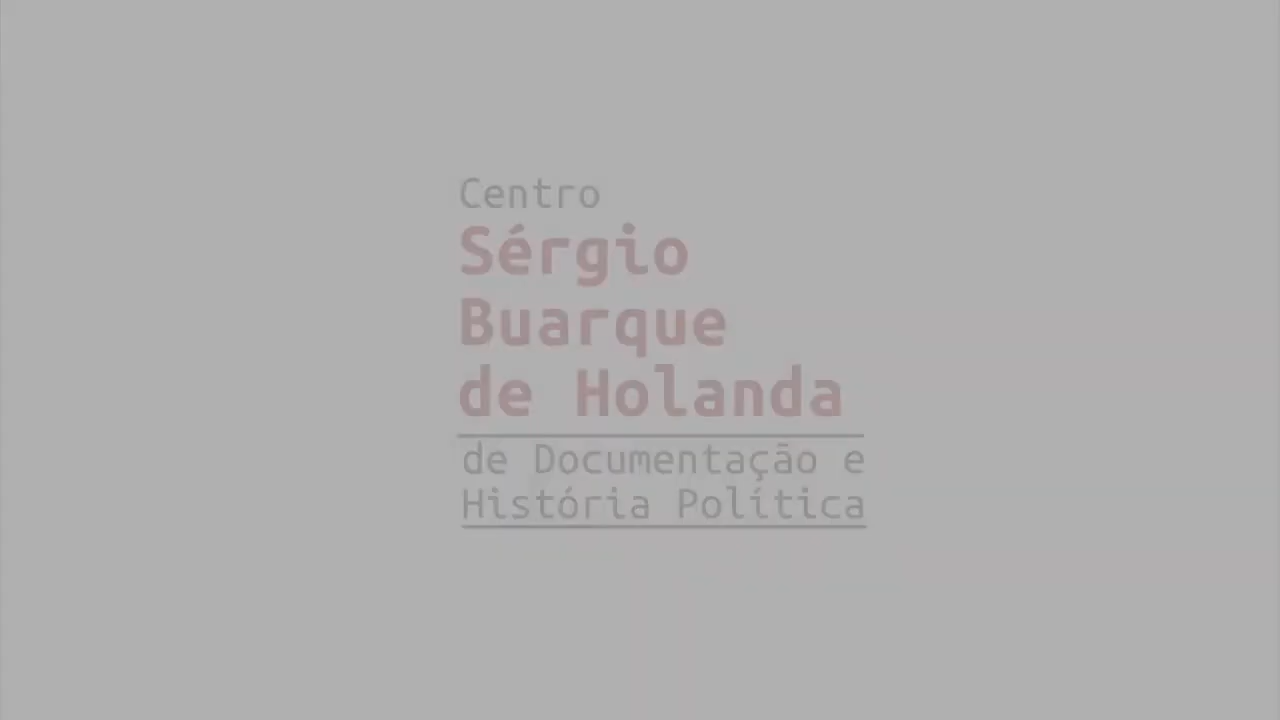 Centro
Sérgio
Buarque
de Holanda
de Documentação e
História Política